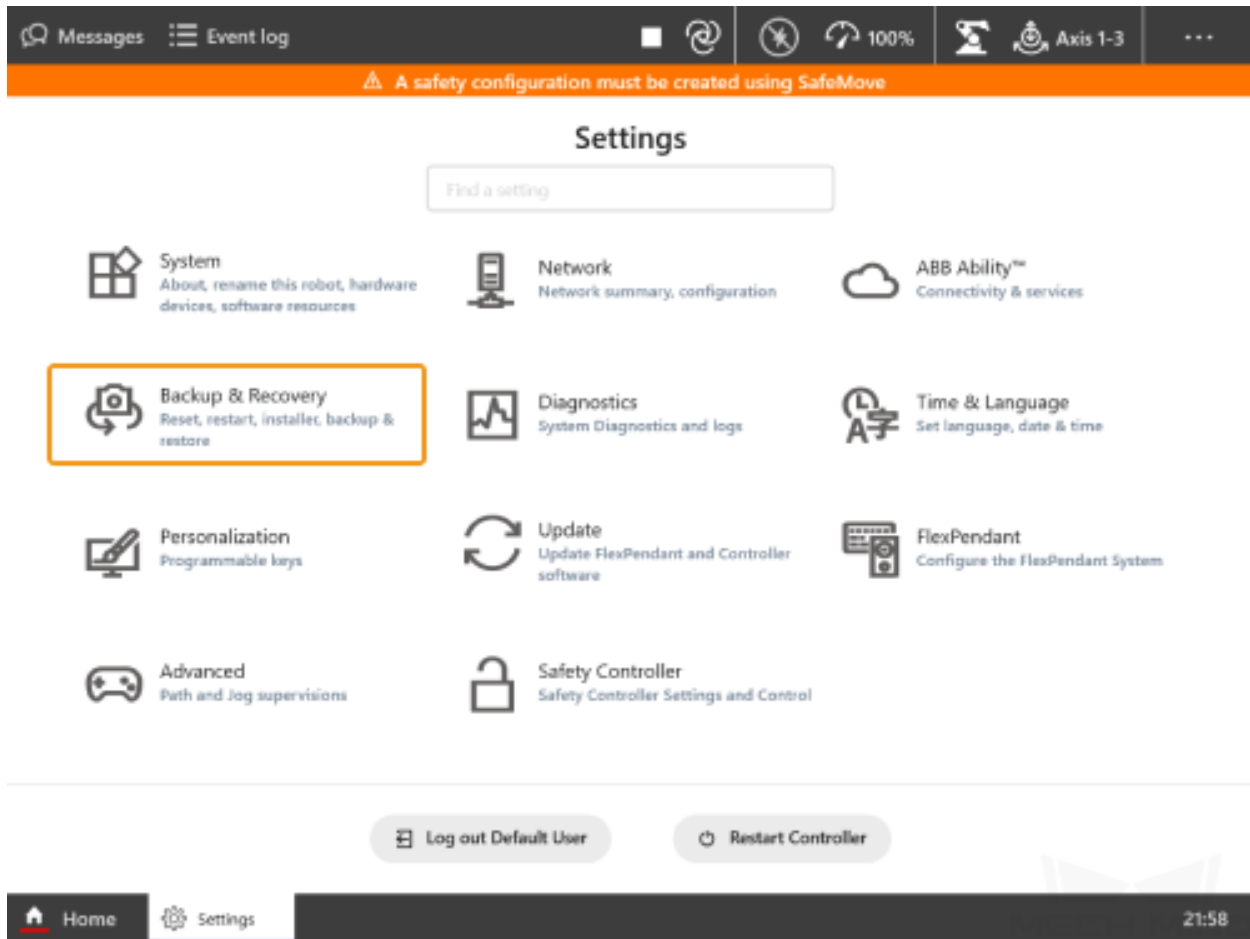 Messages
Event log
100%
Axis 1-3
...
A safety configuration must be created using SafeMove
Settings
Find a setting
System
About, rename this robot, hardware
devices, software resources
Network
Network summary, configuration
ABB Ability™
Connectivity & services
Backup & Recovery
Reset, restart, installer, backup &
restore
Diagnostics
System Diagnostics and logs
Time & Language
Set language, date & time
Personalization
Programmable keys
Update
Update FlexPendant and Controller
software
FlexPendant
Configure the FlexPendant System
Advanced
Path and Jog supervisions
Safety Controller
Safety Controller Settings and Control
Log out Default User
Restart Controller
Home
Settings
21:58